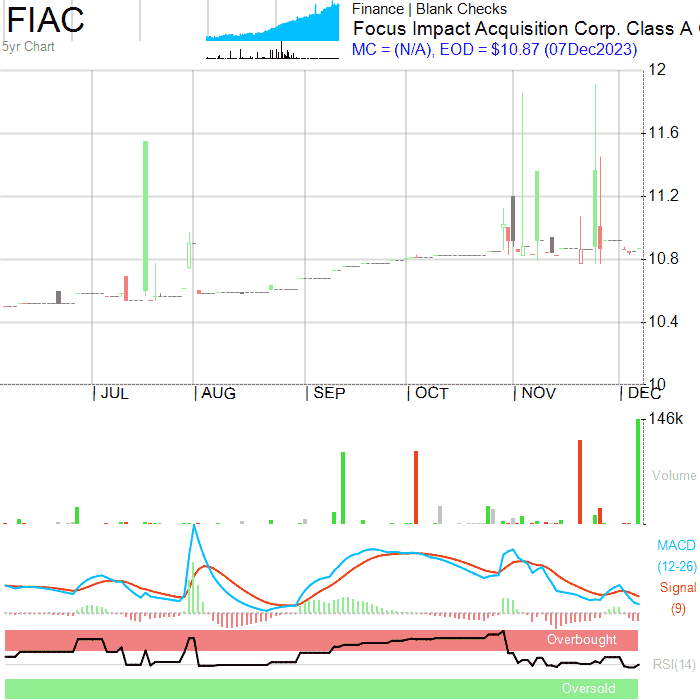 FIAC
5yr Chart
Finance | Blank Checks
Focus Impact Acquisition Corp. Class A
MC = (N/A), EOD = $10.87 (07Dec2023)
12
11.6
11.2
10.8
10.4
10
| JUL | AUG | SEP | OCT | NOV | DEC
146k
Volume
MACD
(12-26)
Signal
(9)
Overbought
RSI(14)
Oversold